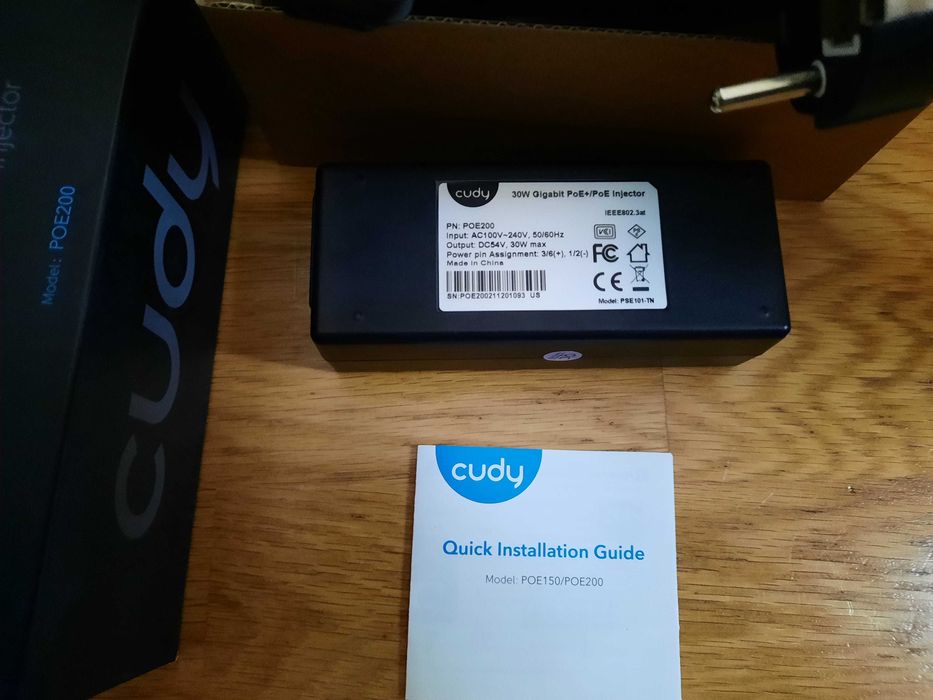 Injector
Model: POE200
cudy
cudy
30W Gigabit PoE+/PoE Injector
IEEE802.3at
PN: POE200
Input: AC100V~240V, 50/60Hz
Output: DC54V, 30W max
Power pin Assignment: 3/6(+), 1/2(-)
Made in China
FC
CE
SN:POE200211201093 US
Model: PSE101-TN
cudy
Quick Installation Guide
Model: POE150/POE200